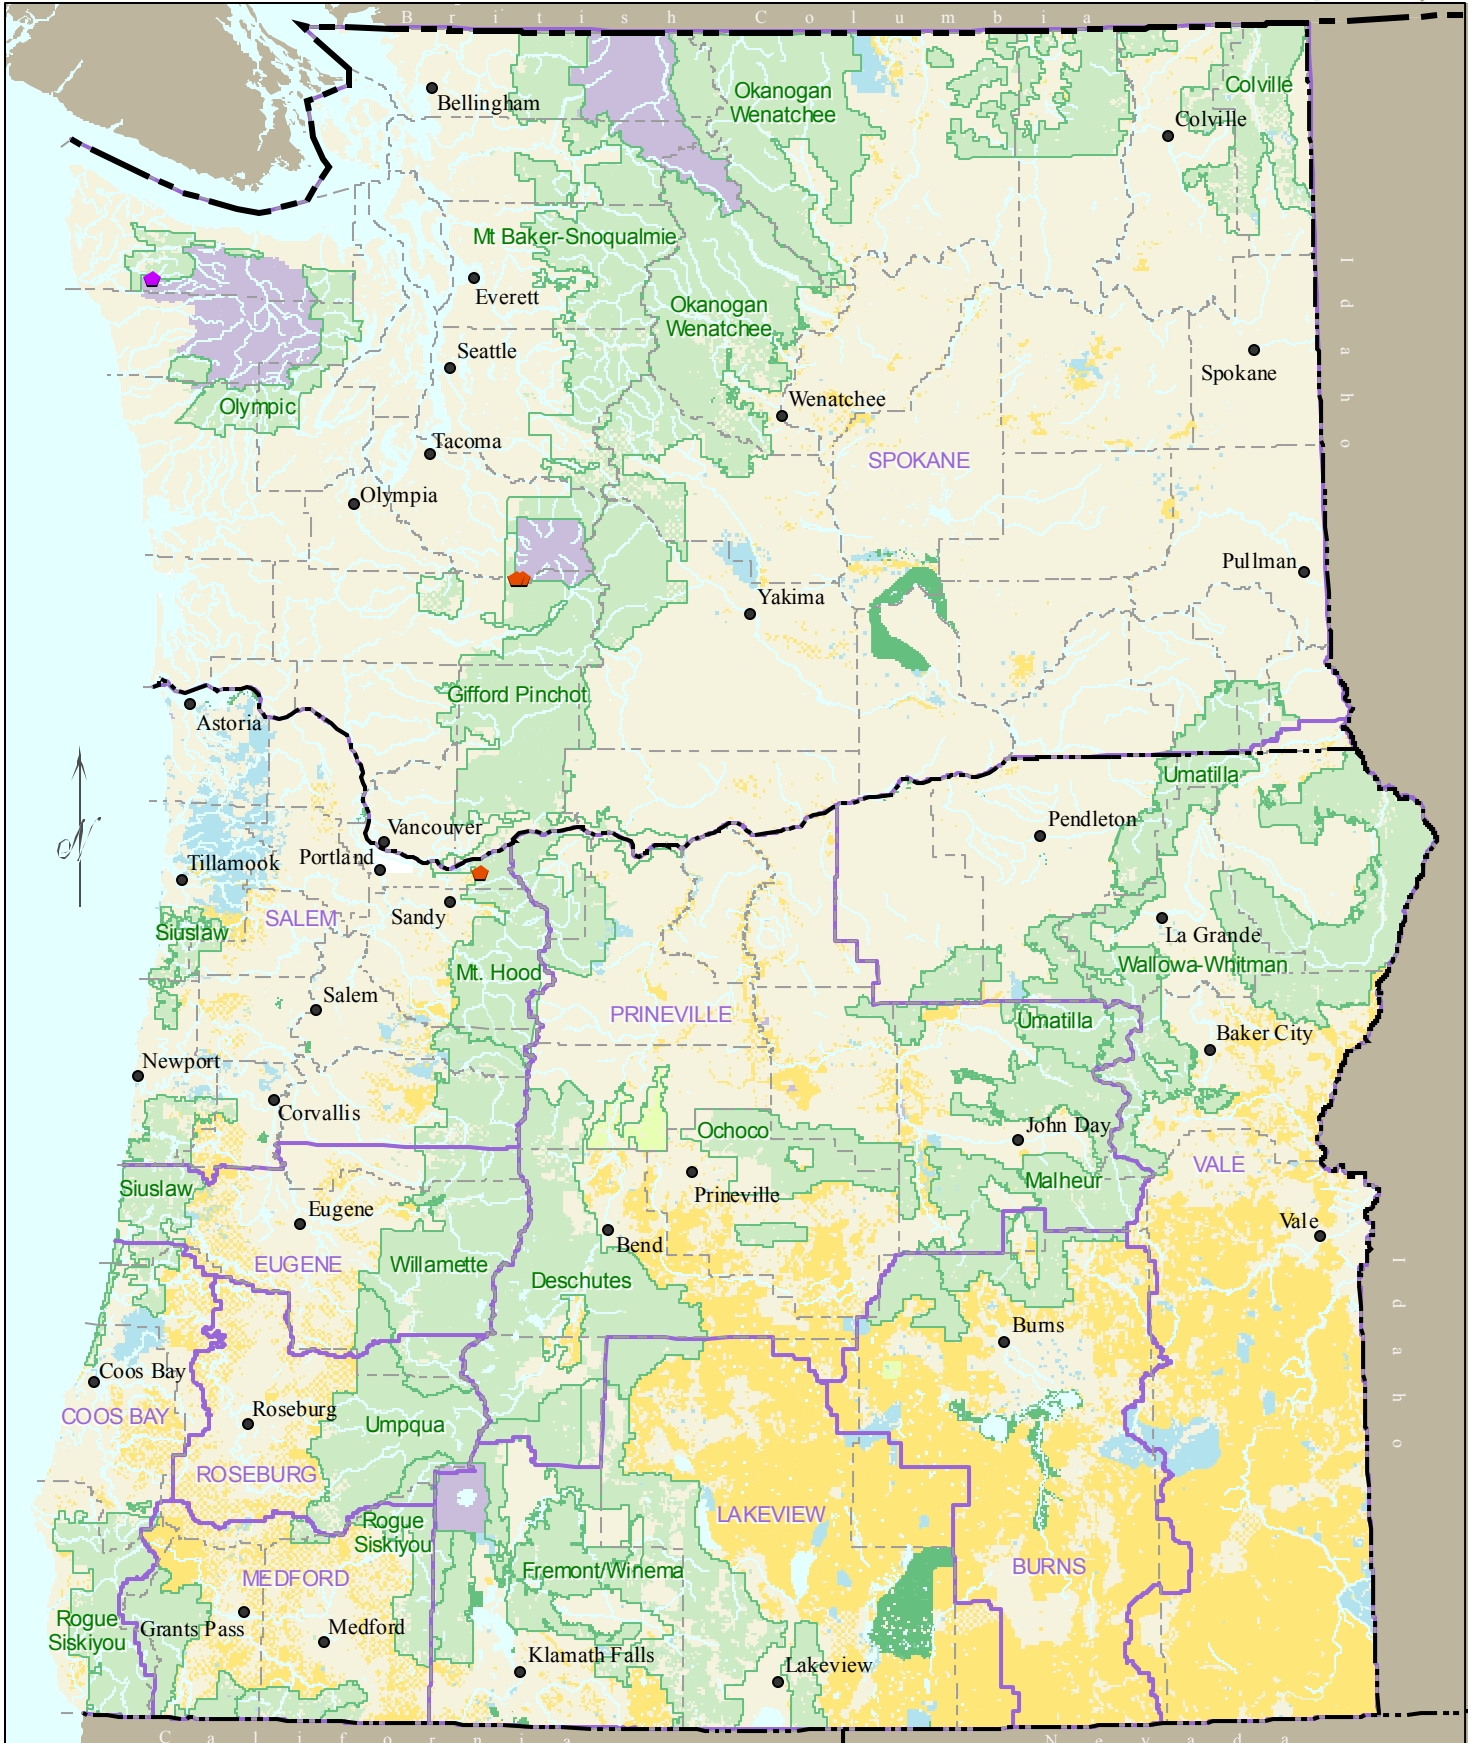 British Columbia
Bellingham
Okanogan
Wenatchee
Colville
Colville
Mt Baker-Snoqualmie
Everett
Okanogan
Wenatchee
Idaho
Seattle
Spokane
Olympic
Wenatchee
Tacoma
SPOKANE
Olympia
Pullman
Yakima
Gifford Pinchot
Astoria
Umatilla
Vancouver
Pendleton
Portland
Tillamook
Sandy
SALEM
Siuslaw
La Grande
Wallowa-Whitman
Mt. Hood
Salem
PRINEVILLE
Umatilla
Baker City
Newport
Corvallis
Ochoco
John Day
VALE
Siuslaw
Malheur
Prineville
Eugene
Vale
Bend
EUGENE
Willamette
Deschutes
Idaho
Burns
Coos Bay
COOS BAY
Roseburg
Umpqua
ROSEBURG
LAKEVIEW
Rogue
Siskiyou
BURNS
Fremont/Winema
MEDFORD
Rogue
Siskiyou
Grants Pass
Medford
Klamath Falls
Lakeview
California
Nevada
N